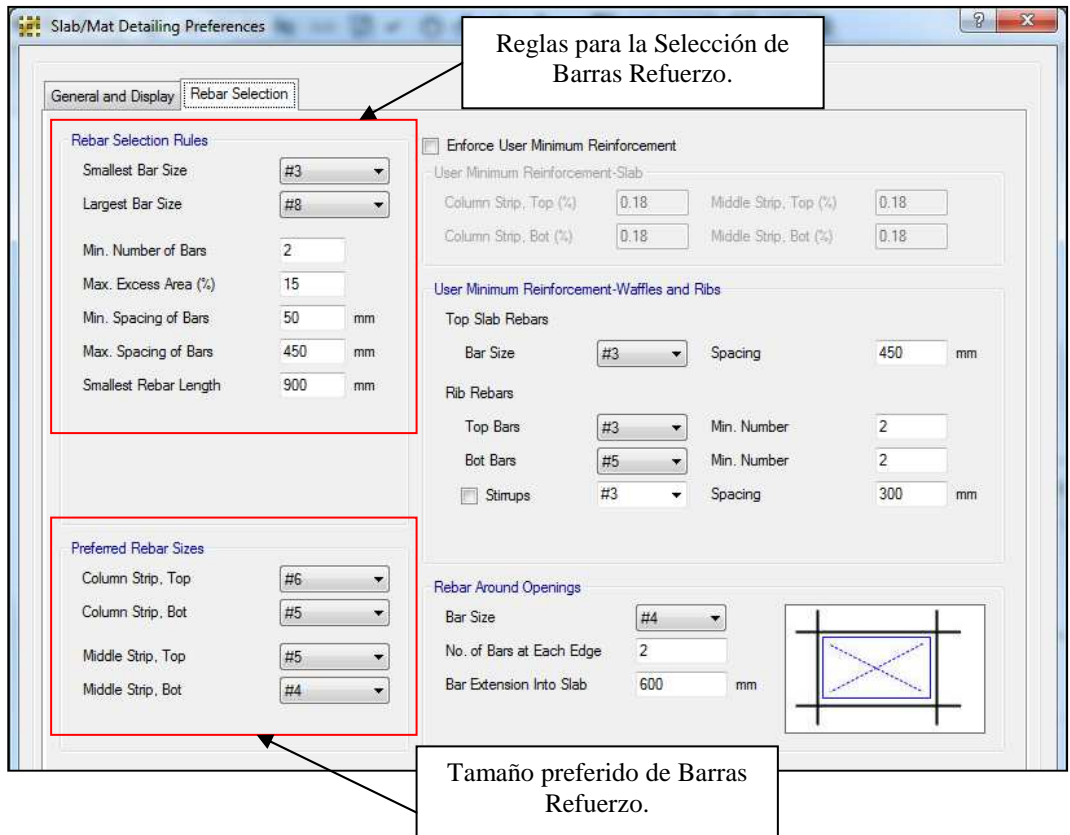 Slab/Mat Detailing Preferences
?
X
Reglas para la Selección de
Barras Refuerzo.
General and Display
Rebar Selection
Rebar Selection Rules
Smallest Bar Size #3
Largest Bar Size #8
Min. Number of Bars 2
Max. Excess Area (%) 15
Min. Spacing of Bars 50 mm
Max. Spacing of Bars 450 mm
Smallest Rebar Length 900 mm
Preferred Rebar Sizes
Column Strip, Top #6
Column Strip, Bot #5
Middle Strip, Top #5
Middle Strip, Bot #4
Enforce User Minimum Reinforcement
User Minimum Reinforcement-Slab
Column Strip, Top (%) 0.18 Middle Strip, Top (%) 0.18
Column Strip, Bot (%) 0.18 Middle Strip, Bot (%) 0.18
User Minimum Reinforcement-Waffles and Ribs
Top Slab Rebars
Bar Size #3 Spacing 450 mm
Rib Rebars
Top Bars #3 Min. Number 2
Bot Bars #5 Min. Number 2
Stirrups #3 Spacing 300 mm
Rebar Around Openings
Bar Size #4
No. of Bars at Each Edge 2
Bar Extension Into Slab 600 mm
Tamaño preferido de Barras
Refuerzo.